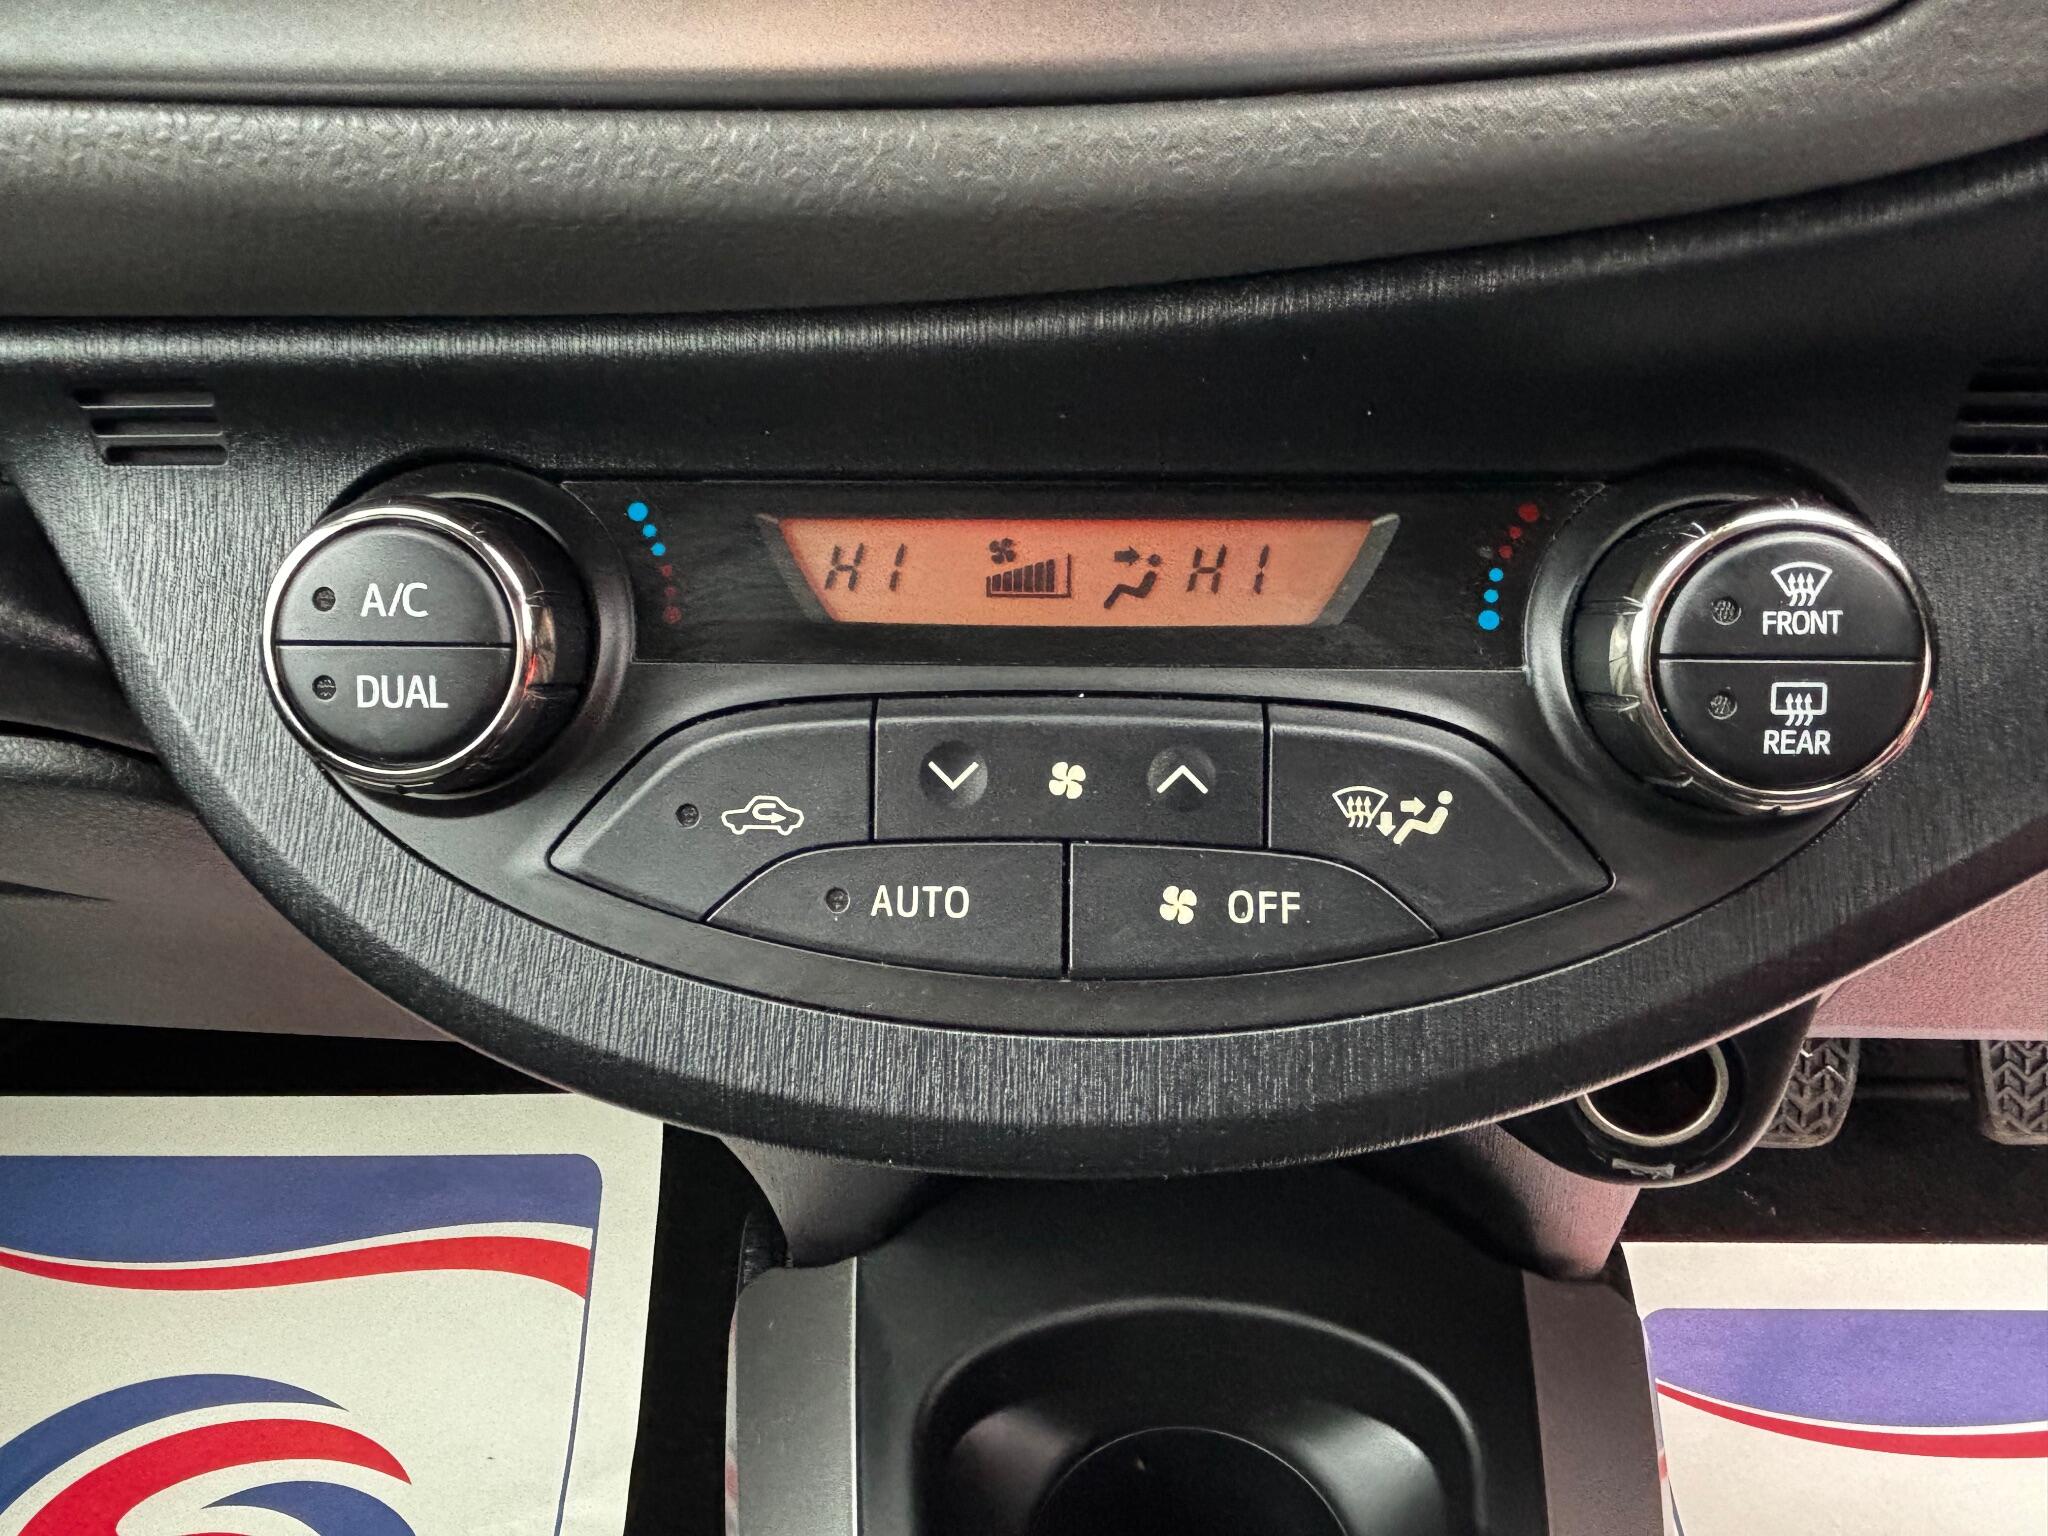 A/C
DUAL
HI
HI
FRONT
REAR
AUTO
OFF